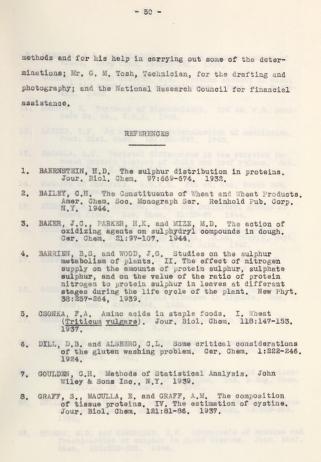 - 50 -
methods and for his help in carrying out some of the deter-
minations; Mr. G. M. Tosh, Technician, for the drafting and
photography; and the National Research Council for financial
assistance.
REFERENCES
1. BARENSTEIN, H.D. The sulphur distribution in proteins.
Jour. Biol. Chem. 97:669-674. 1932.
2. BAILEY, C.H. The Constituents of Wheat and Wheat Products.
Amer. Chem. Soc. Monograph Ser. Reinhold Pub. Corp.
N.Y. 1944.
3. BAKER, J.C., PARKER, H.K. and MIZE, M.D. The action of
oxidizing agents on sulphydryl compounds in dough.
Cer. Chem. 21:97-107. 1944.
4. BARRIEN, B.S. and WOOD, J.G. Studies on the sulphur
metabolism of plants. II. The effect of nitrogen
supply on the amounts of protein sulphur, sulphate
sulphur, and on the value of the ratio of protein
nitrogen to protein sulphur in leaves at different
stages during the life cycle of the plant. New Phyt.
38:257-264, 1939.
5. CSONKA, F.A. Amino acids in staple foods. I. Wheat
(Triticum vulgare). Jour. Biol. Chem. 118:147-153.
1937.
6. DILL, D.B. and ALSBERG, C.L. Some critical considerations
of the gluten washing problem. Cer. Chem. 1:222-246.
1924.
7. GOULDEN, C.H. Methods of Statistical Analysis. John
Wiley & Sons Inc., N.Y. 1939.
8. GRAFF, S., MACULLA, E. and GRAFF, A.M. The composition
of tissue proteins. IV. The estimation of cystine.
Jour. Biol. Chem. 121:81-86. 1937.